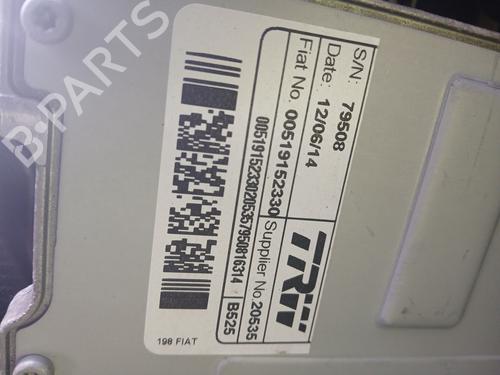 S/N: 79508
Date: 12/06/14
Fiat No. 00519152330
Supplier No. 20535
TRW
00519152330205357950816314
B525
198 FIAT
B-PARTS